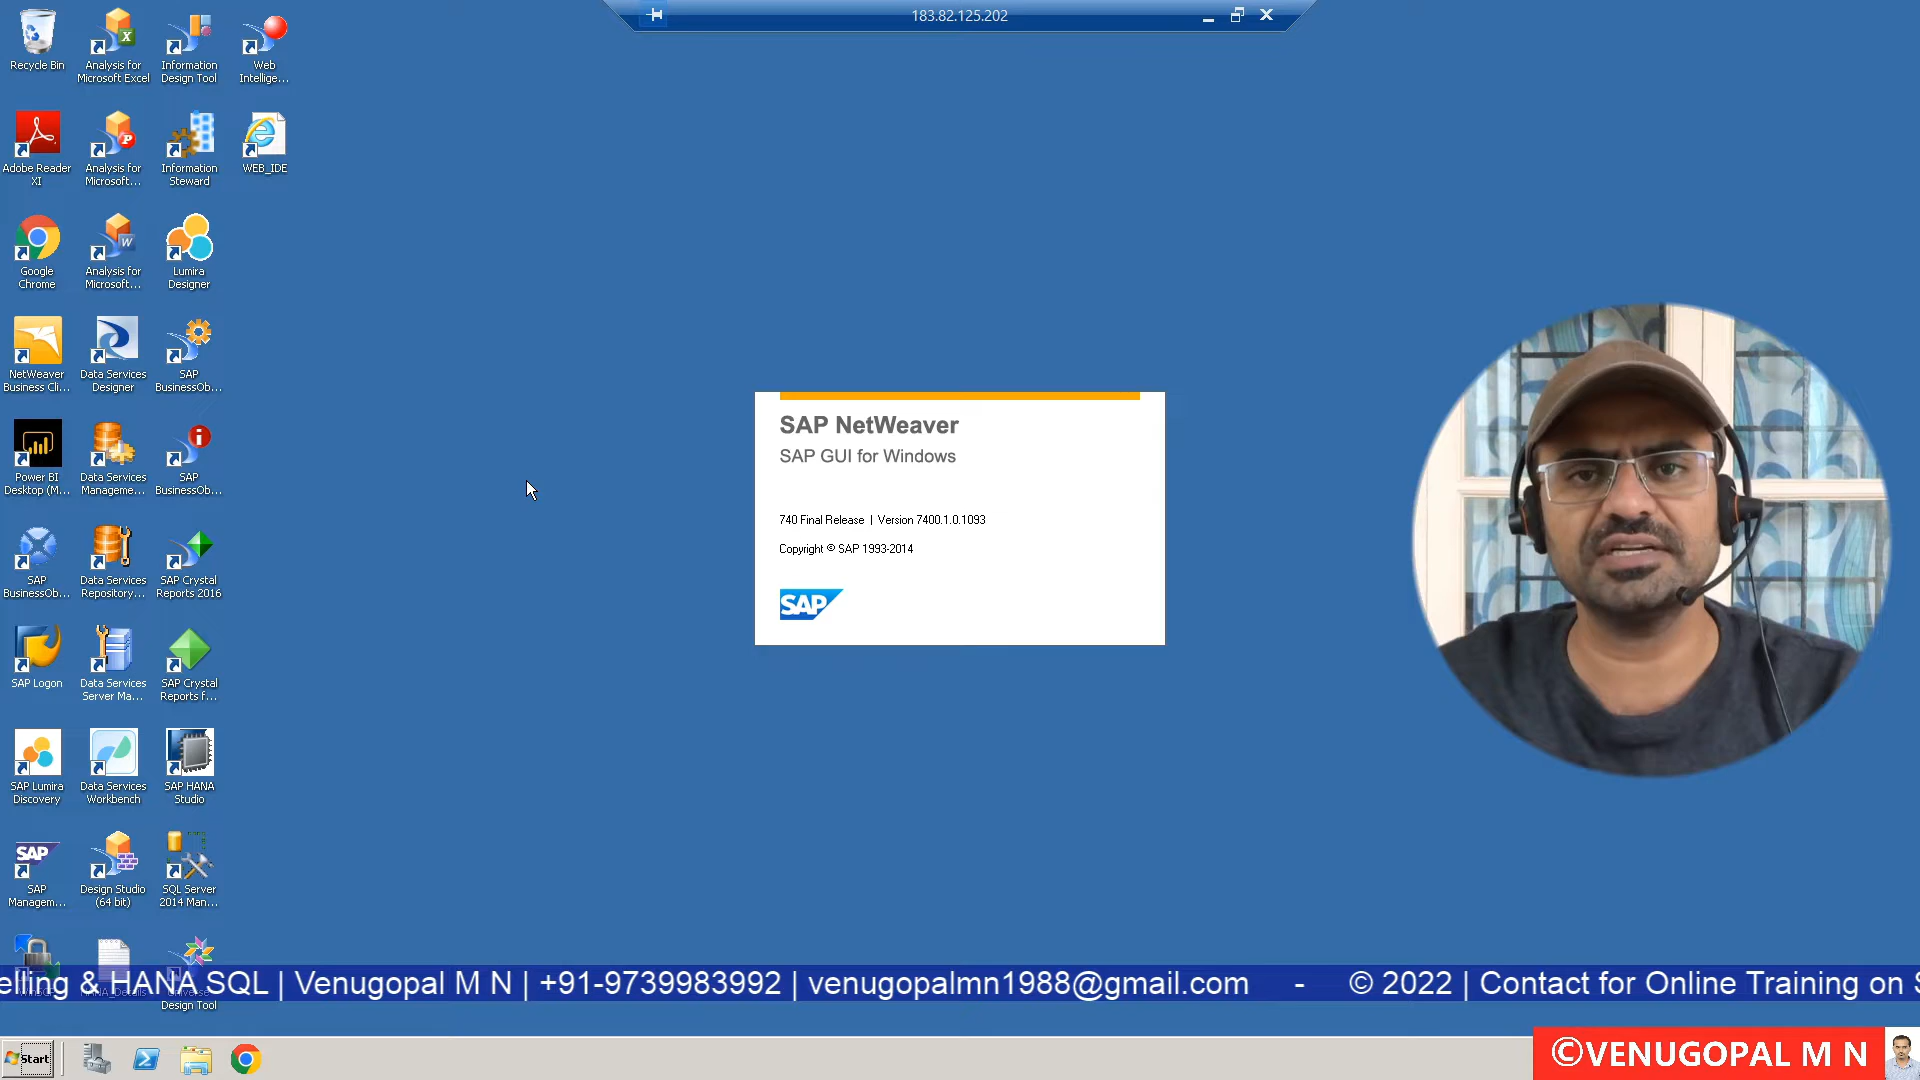 183.82.125.202
Recycle Bin
Analysis for
Microsoft Excel
Information
Design Tool
Web
Intellige...
Adobe Reader
XI
Analysis for
Microsoft...
Information
Steward
WEB_IDE
Google
Chrome
Analysis for
Microsoft...
Lumira
Designer
NetWeaver
Business Cli...
Data Services
Designer
SAP
BusinessOb...
Power BI
Desktop (M...
Data Services
Manageme...
SAP
BusinessOb...
SAP
BusinessOb...
Data Services
Repository...
SAP Crystal
Reports 2016
SAP Logon
Data Services
Server Ma...
SAP Crystal
Reports f...
SAP Lumira
Discovery
Data Services
Workbench
SAP HANA
Studio
SAP
SAP
Managem...
Design Studio
(64 bit)
SQL Server
2014 Man...
Design Tool
SAP NetWeaver
SAP GUI for Windows
740 Final Release | Version 7400.1.0.1093
Copyright © SAP 1993-2014
SAP
elling & HANA SQL | Venugopal M N | +91-9739983992 | venugopalmn1988@gmail.com - © 2022 | Contact for Online Training on S
Start
©VENUGOPAL M N